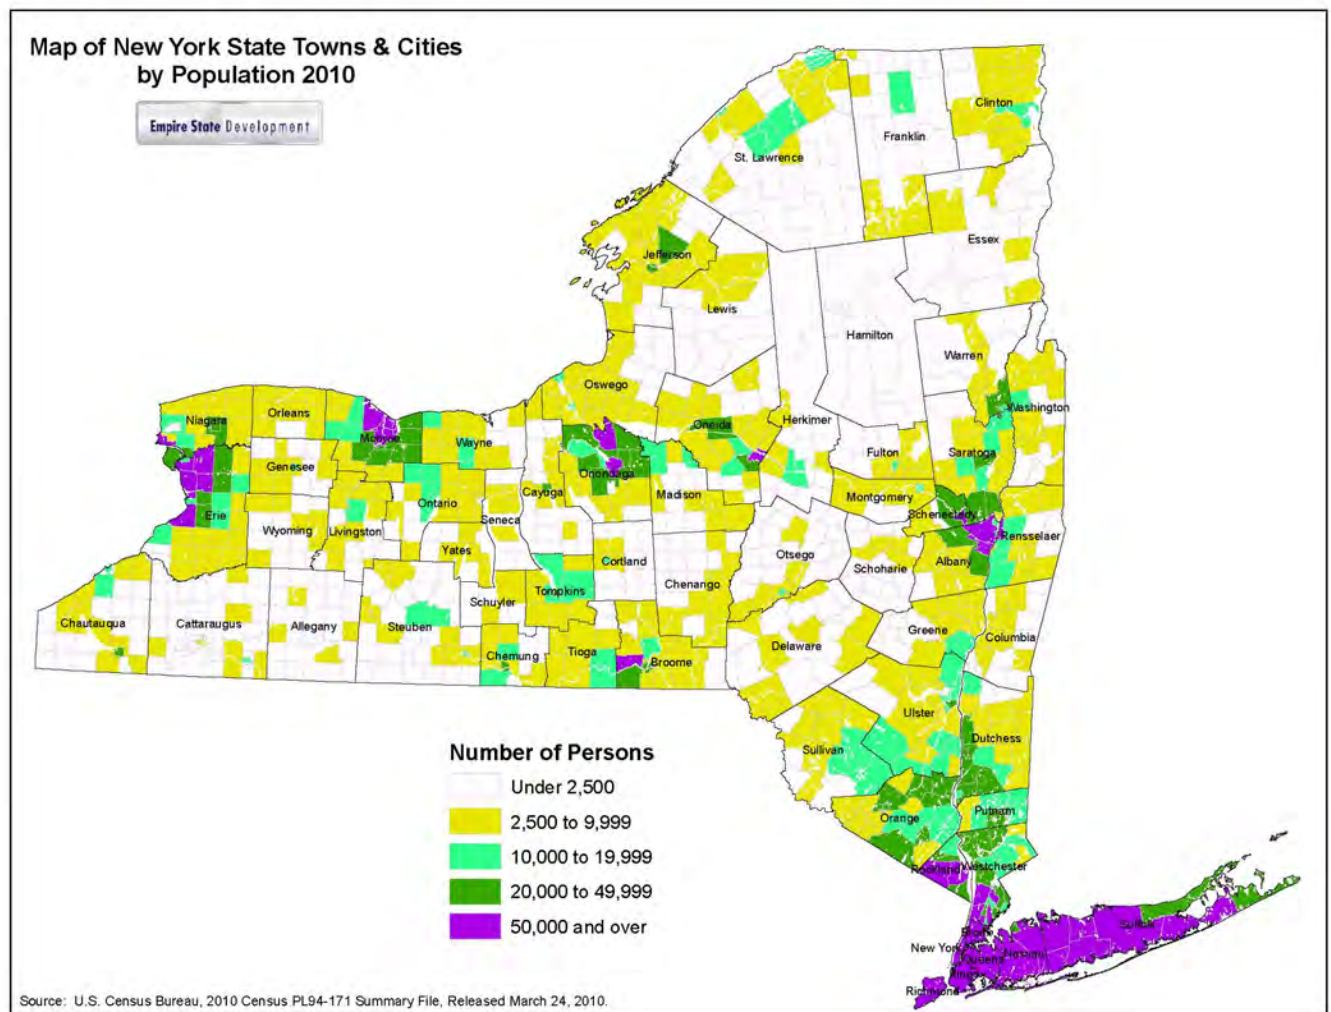 Map of New York State Towns & Cities
by Population 2010
Empire State Development
Clinton
Franklin
St. Lawrence
Essex
Jefferson
Lewis
Hamilton
Warren
Oswego
Washington
Niagara
Orleans
Monroe
Wayne
Oneida
Herkimer
Fulton
Saratoga
Genesee
Onondaga
Madison
Montgomery
Ontario
Cayuga
Seneca
Schenectady
Erie
Wyoming
Livingston
Rensselaer
Yates
Otsego
Albany
Cortland
Schoharie
Chenango
Tompkins
Schuyler
Chautauqua
Cattaraugus
Allegany
Steuben
Greene
Columbia
Chemung
Tioga
Broome
Delaware
Ulster
Sullivan
Dutchess
Number of Persons
Under 2,500
2,500 to 9,999
10,000 to 19,999
20,000 to 49,999
50,000 and over
Orange
Putnam
Rockland
Westchester
Bronx
Suffolk
New York
Queens
Nassau
Kings
Richmond
Source: U.S. Census Bureau, 2010 Census PL94-171 Summary File, Released March 24, 2010.